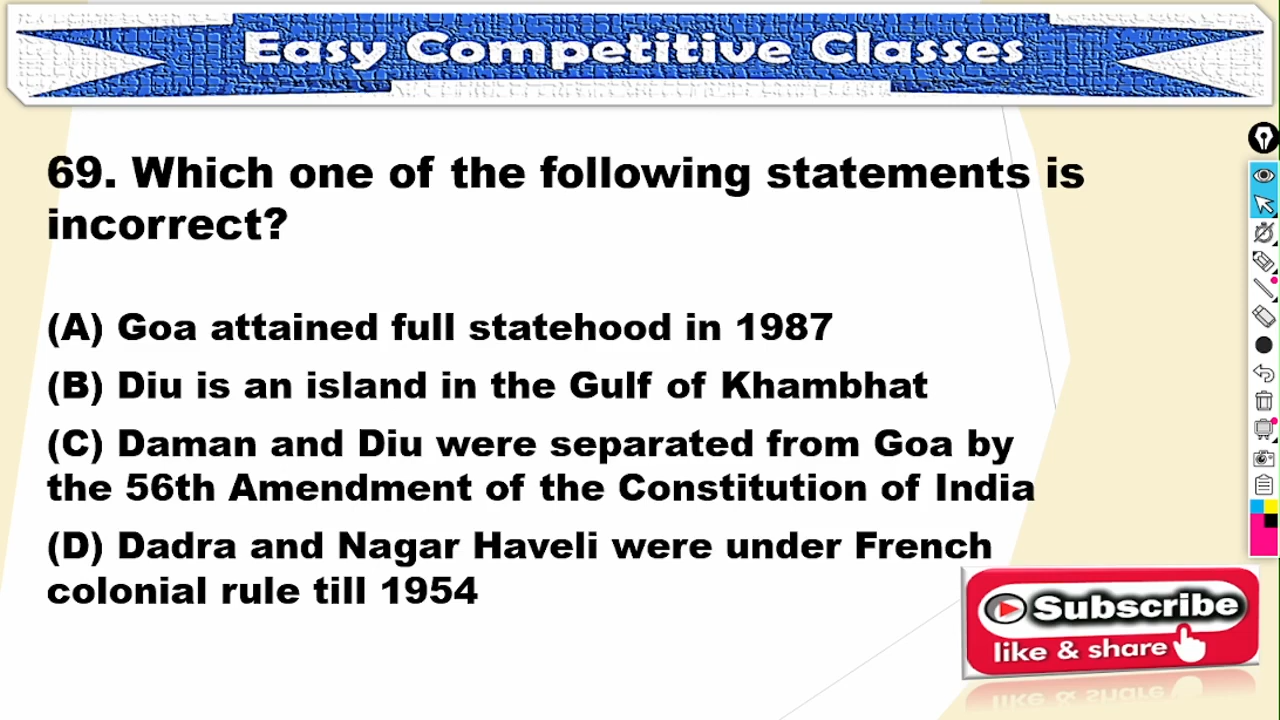 Easy Competitive Classes
69. Which one of the following statements is
incorrect?
(A) Goa attained full statehood in 1987
(B) Diu is an island in the Gulf of Khambhat
(C) Daman and Diu were separated from Goa by
the 56th Amendment of the Constitution of India
(D) Dadra and Nagar Haveli were under French
colonial rule till 1954
Subscribe
like & share